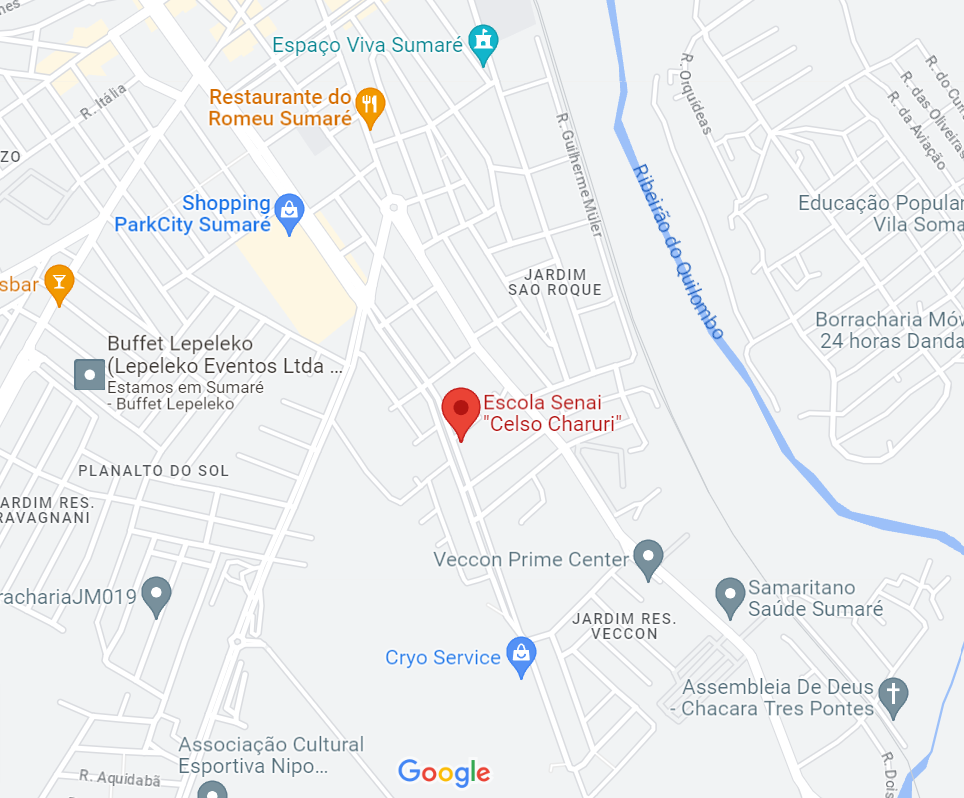 Espaço Viva Sumaré
R. Itália
Restaurante do
Romeu Sumaré
R. Guilherme Müler
R. Orquídeas
R. das Oliveiras
R. da Aviação
ZO
Ribeirão do Quilombo
Shopping
ParkCity Sumaré
Educação Popular
Vila Soma
JARDIM
SAO ROQUE
sbar
Borracharia Móv
24 horas Danda
Buffet Lepeleko
(Lepeleko Eventos Ltda ...
Estamos em Sumaré
- Buffet Lepeleko
Escola Senai
"Celso Charuri"
PLANALTO DO SOL
ARDIM RES.
RAVAGNANI
Veccon Prime Center
rachariaJM019
Samaritano
Saúde Sumaré
JARDIM RES.
VECCON
Cryo Service
Assembleia De Deus
- Chacara Tres Pontes
Associação Cultural
Esportiva Nipo...
R. Aquidabã
Google
R. Dois